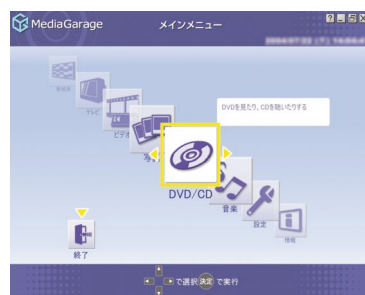 MediaGarage
メインメニュー
テレビ
ビデオ
DVDを見たり、CDを聴いたりする
DVD/CD
音楽
設定
情報
終了
で選択 決定 で実行